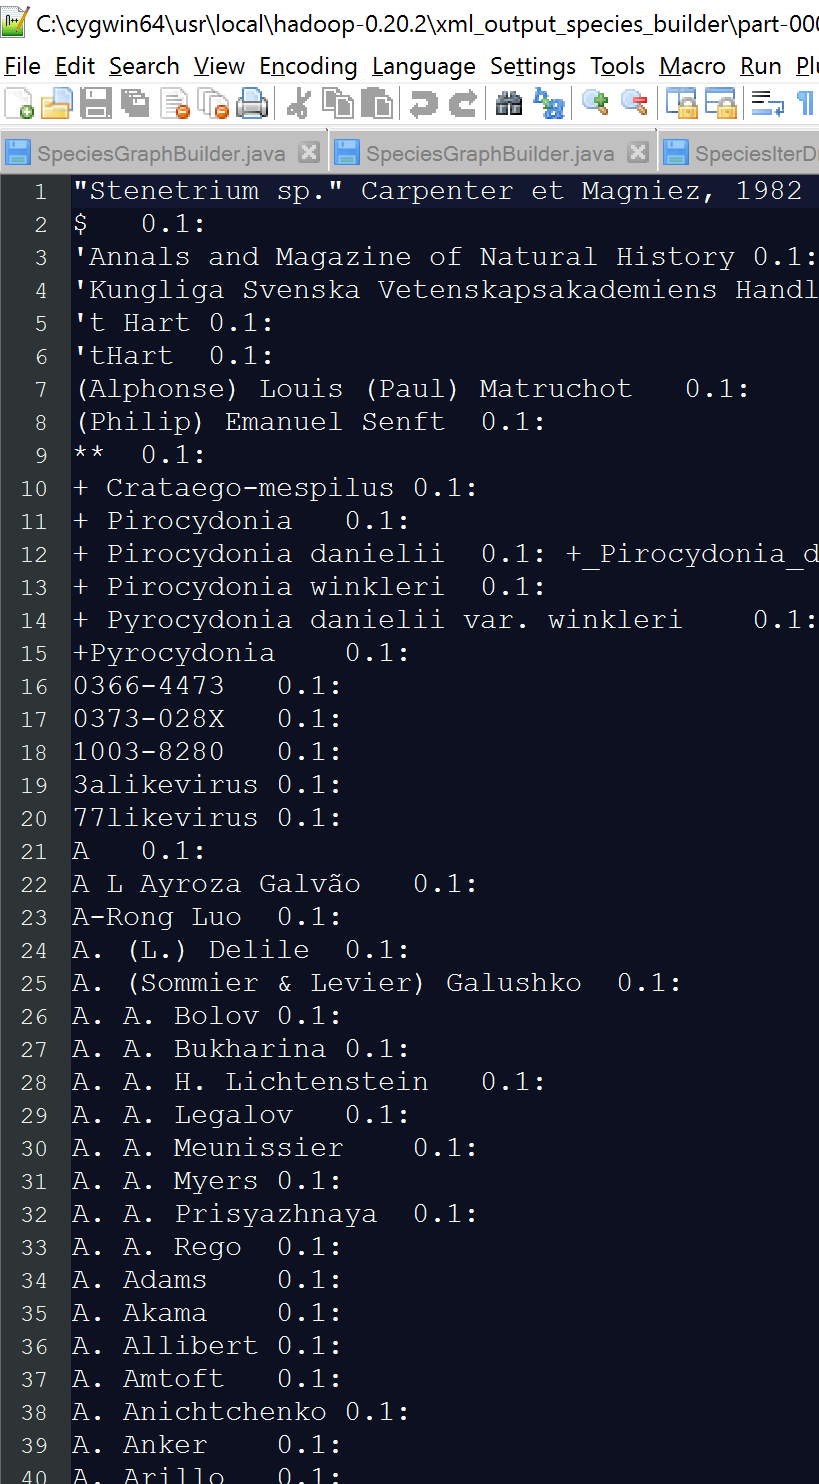 C:\cygwin64\usr\local\hadoop-0.20.2\xml_output_species_builder\part-000
File Edit Search View Encoding Language Settings Tools Macro Run Pl
SpeciesGraphBuilder.java SpeciesGraphBuilder.java SpeciesIterD
1 "Stenetrium sp." Carpenter et Magniez, 1982
2 $ 0.1:
3 'Annals and Magazine of Natural History 0.1:
4 'Kungliga Svenska Vetenskapsakademiens Handl
5 't Hart 0.1:
6 'tHart 0.1:
7 (Alphonse) Louis (Paul) Matruchot 0.1:
8 (Philip) Emanuel Senft 0.1:
9 ** 0.1:
10 + Crataego-mespilus 0.1:
11 + Pirocydonia 0.1:
12 + Pirocydonia danielii 0.1: +_Pirocydonia_d
13 + Pirocydonia winkleri 0.1:
14 + Pyrocydonia danielii var. winkleri 0.1:
15 +Pyrocydonia 0.1:
16 0366-4473 0.1:
17 0373-028X 0.1:
18 1003-8280 0.1:
19 3alikevirus 0.1:
20 77likevirus 0.1:
21 A 0.1:
22 A L Ayroza Galvão 0.1:
23 A-Rong Luo 0.1:
24 A. (L.) Delile 0.1:
25 A. (Sommier & Levier) Galushko 0.1:
26 A. A. Bolov 0.1:
27 A. A. Bukharina 0.1:
28 A. A. H. Lichtenstein 0.1:
29 A. A. Legalov 0.1:
30 A. A. Meunissier 0.1:
31 A. A. Myers 0.1:
32 A. A. Prisyazhnaya 0.1:
33 A. A. Rego 0.1:
34 A. Adams 0.1:
35 A. Akama 0.1:
36 A. Allibert 0.1:
37 A. Amtoft 0.1:
38 A. Anichtchenko 0.1:
39 A. Anker 0.1:
40 A. Arillo 0.1: